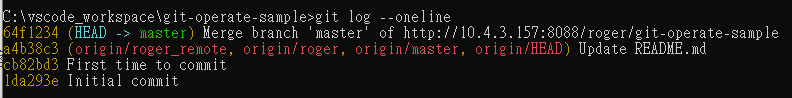 C:\vscode_workspace\git-operate-sample>git log --oneline
64f1234 (HEAD -> master) Merge branch 'master' of http://10.4.3.157:8088/roger/git-operate-sample
a4b38c3 (origin/roger_remote, origin/roger, origin/master, origin/HEAD) Update README.md
cb82bd3 First time to commit
1da293e Initial commit